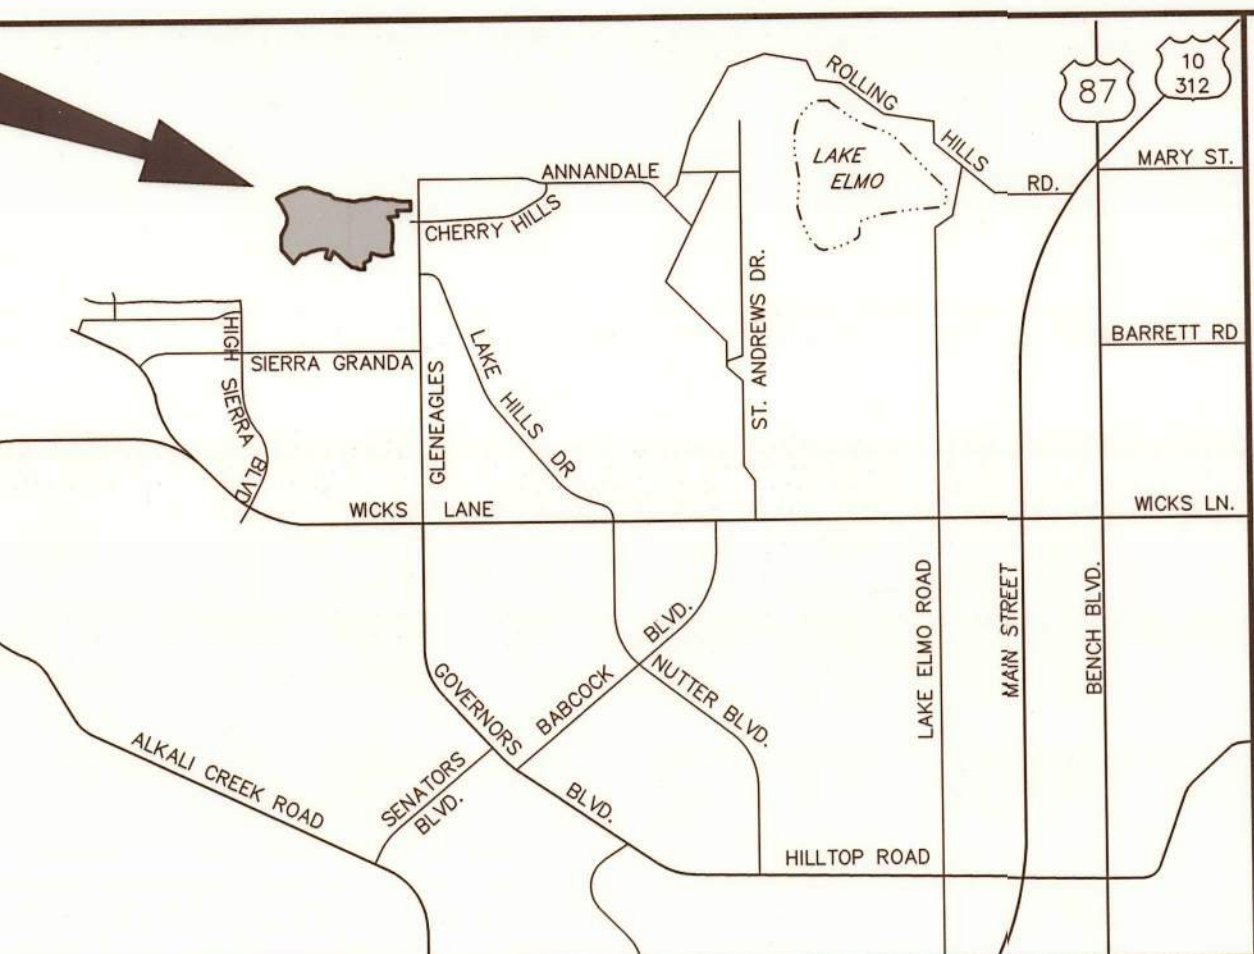 ROLLING
HILLS
RD.
87
10
312
MARY ST.
LAKE
ELMO
ANNANDALE
CHERRY HILLS
ST. ANDREWS DR.
BARRETT RD
HIGH SIERRA BLVD
SIERRA GRANDA
GLENEAGLES
LAKE HILLS DR
WICKS LANE
WICKS LN.
LAKE ELMO ROAD
MAIN STREET
BENCH BLVD.
GOVERNORS
BLVD.
BABCOCK
BLVD.
NUTTER BLVD.
SENATORS
BLVD.
ALKALI CREEK ROAD
HILLTOP ROAD